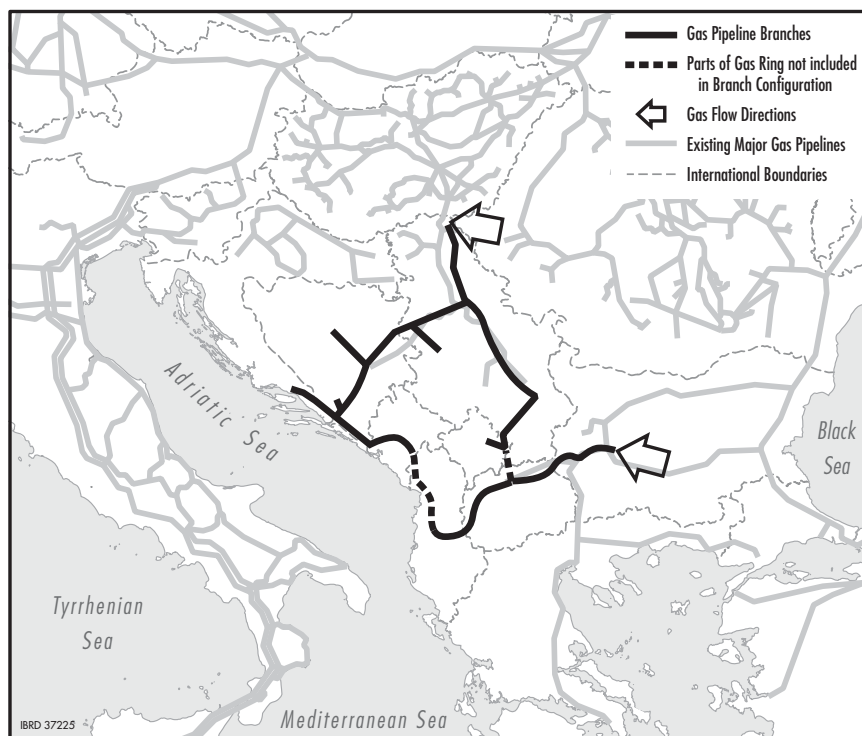 Gas Pipeline Branches
Parts of Gas Ring not included
in Branch Configuration
Gas Flow Directions
Existing Major Gas Pipelines
International Boundaries
Adriatic Sea
Black
Sea
Tyrrhenian
Sea
Mediterranean Sea
IBRD 37225